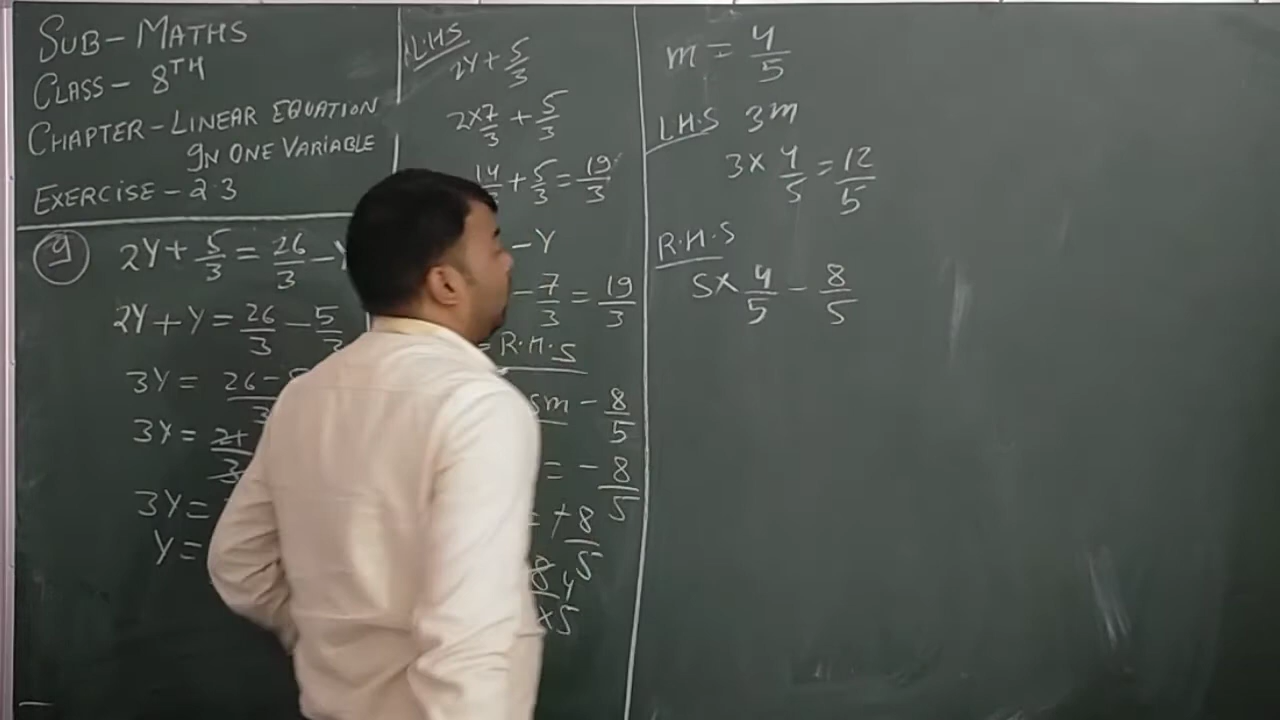 SUB- MATHS
CLASS- 8TH
CHAPTER-LINEAR EQUATION
IN ONE VARIABLE
EXERCISE-2.3
9 2Y+ 5/3 = 26/3 -
2Y+Y= 26/3 - 5/3
3Y= 26-
3Y= 21/3
3Y=
Y=
L.H.S
2Y+ 5/3
2× 7/3 + 5/3
14/3 + 5/3 = 19/3
-Y
- 7/3 = 19/3
= R.H.S
5m - 8/5
= - 8/5
= +8/5
8 4
×5
m = 4/5
L.H.S 3m
3× 4/5 = 12/5
R.H.S
5× 4/5 - 8/5